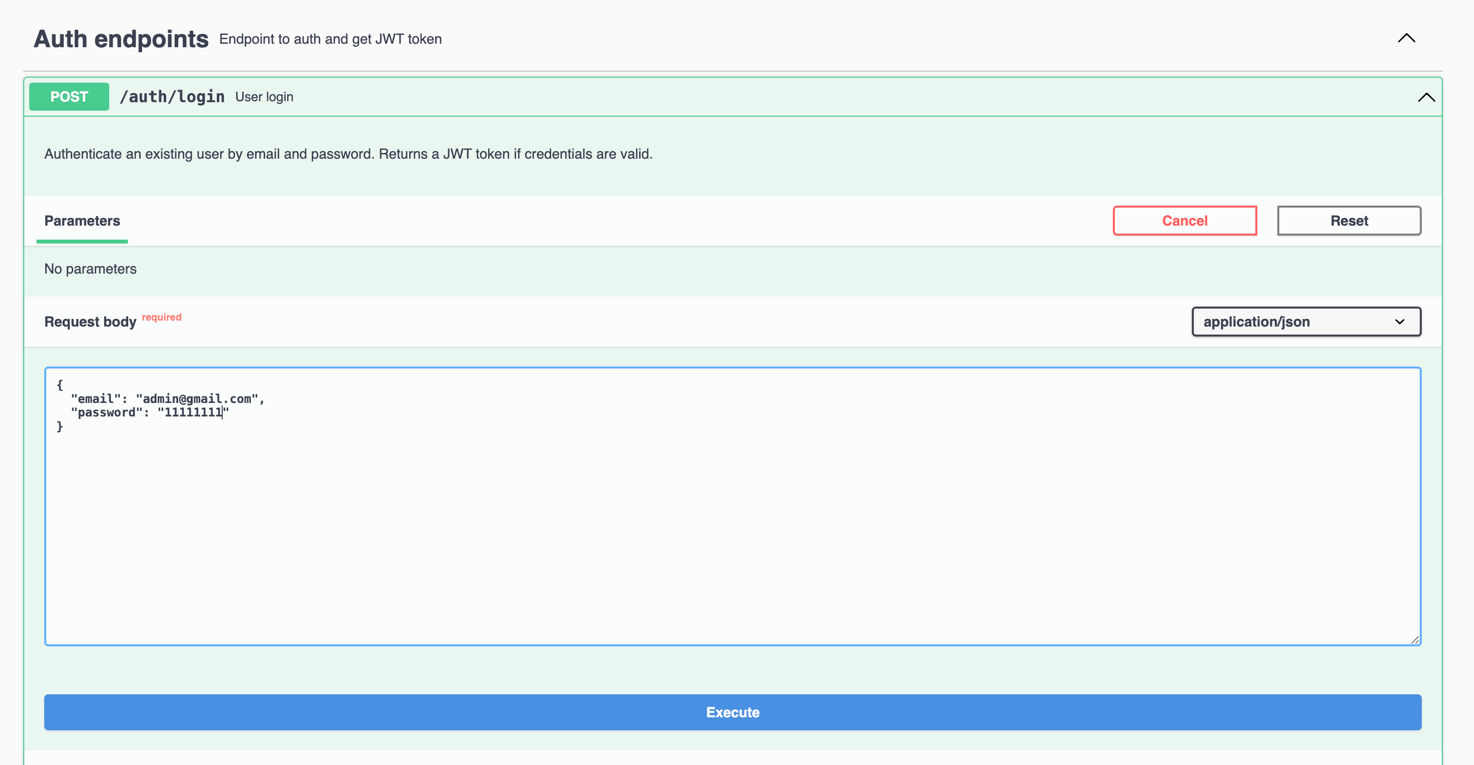 Auth endpoints Endpoint to auth and get JWT token
POST /auth/login User login
Authenticate an existing user by email and password. Returns a JWT token if credentials are valid.
Parameters Cancel Reset
No parameters
Request body required application/json
{
  "email": "admin@gmail.com",
  "password": "11111111"
}
Execute